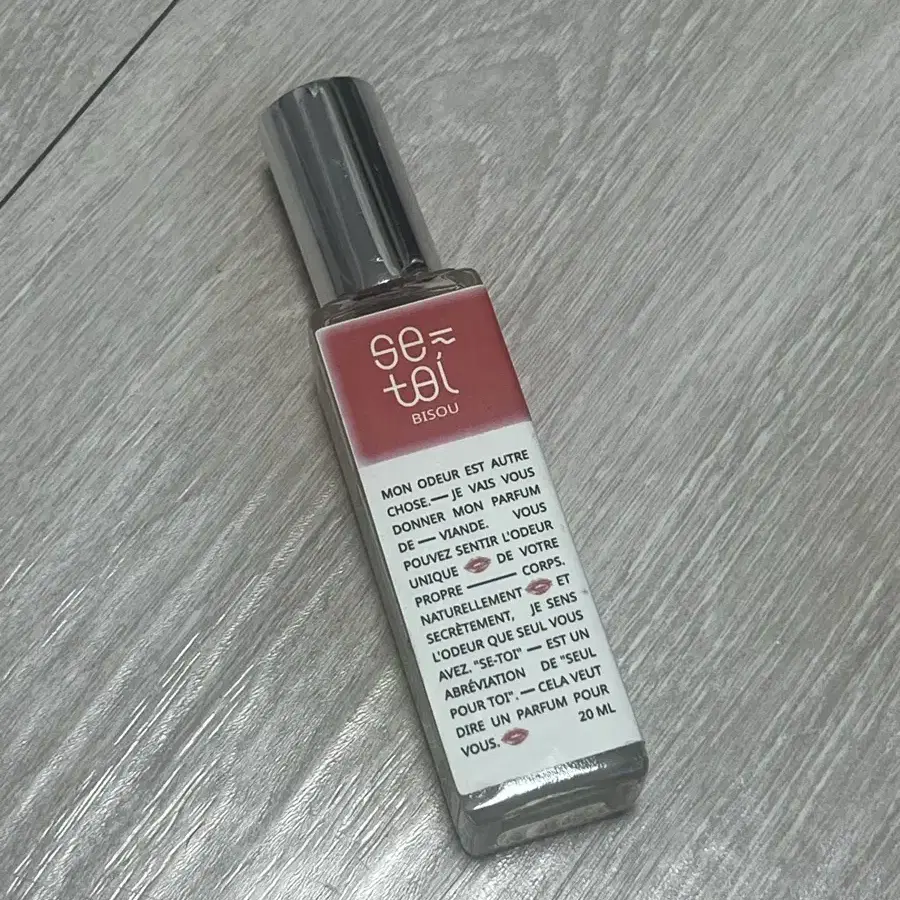 se=
toí
BISOU
MON ODEUR EST AUTRE
CHOSE.— JE VAIS VOUS
DONNER MON PARFUM
DE — VIANDE. VOUS
POUVEZ SENTIR L'ODEUR
UNIQUE DE VOTRE
PROPRE — CORPS.
NATURELLEMENT ET
SECRÈTEMENT, JE SENS
L'ODEUR QUE SEUL VOUS
AVEZ. "SE-TOI" — EST UN
ABRÉVIATION DE "SEUL
POUR TOI". — CELA VEUT
DIRE UN PARFUM POUR
VOUS. 20 ML